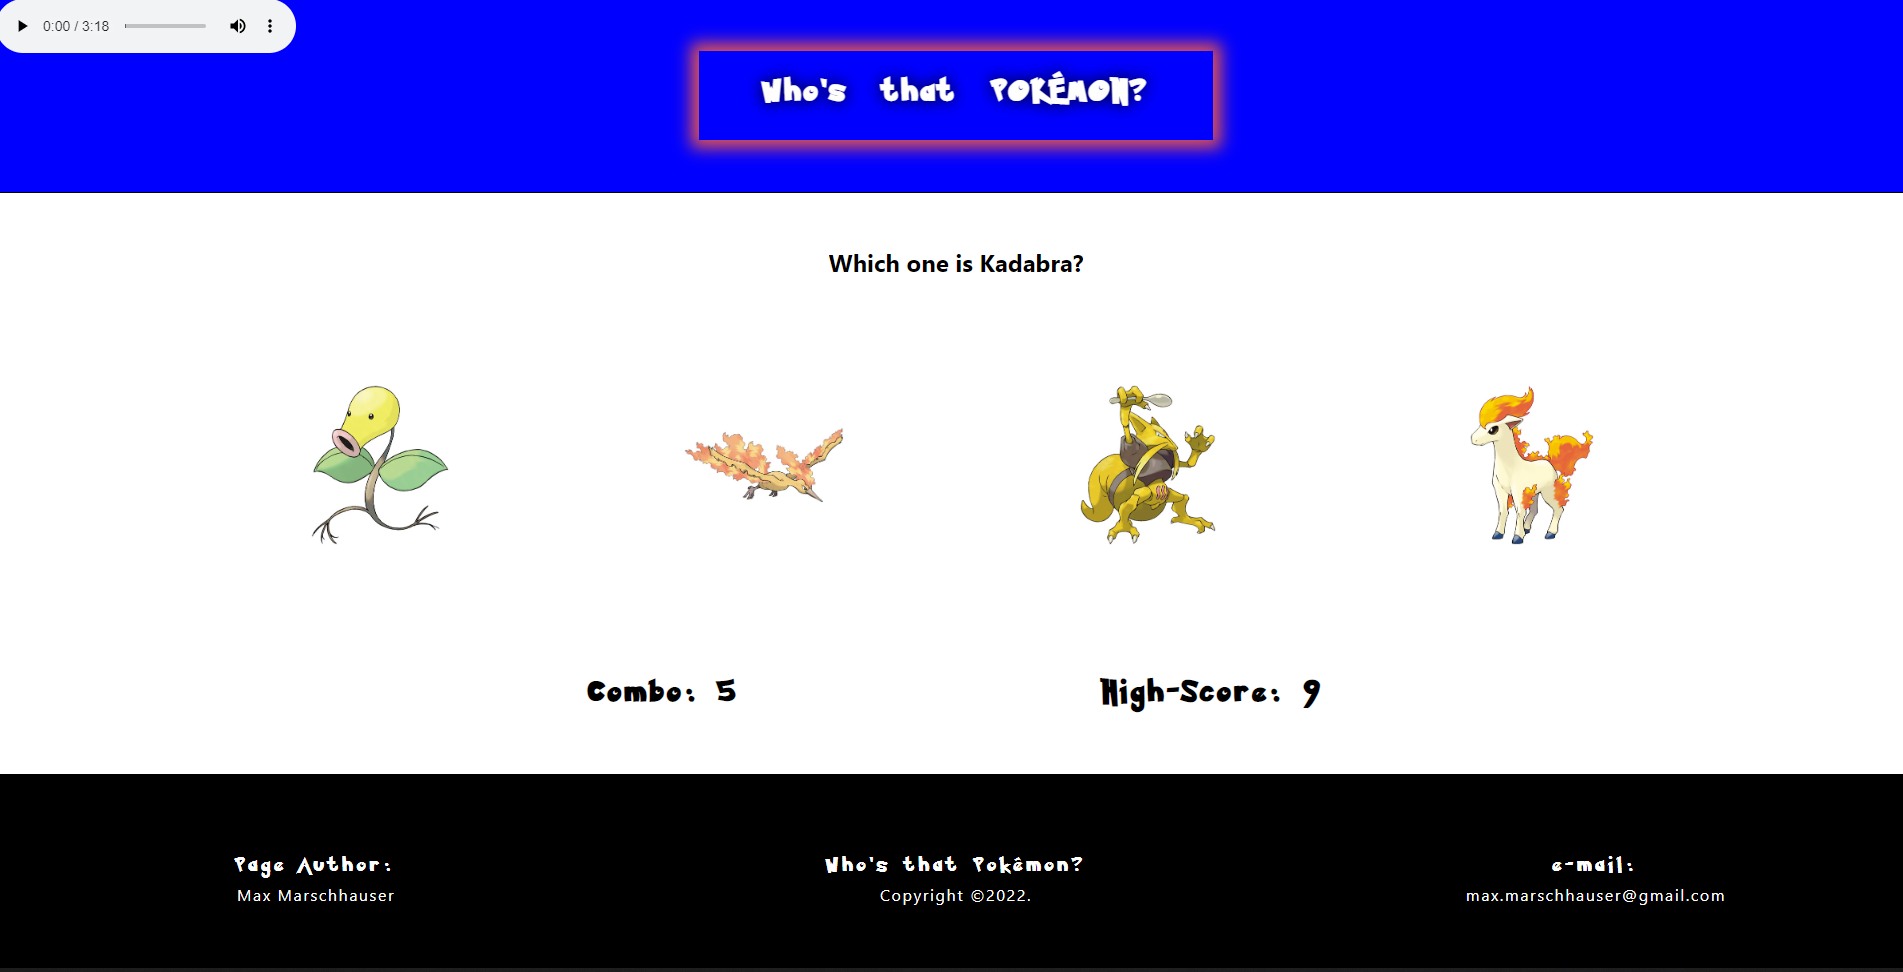 0:00 / 3:18
Who's that POKÉMON?
Which one is Kadabra?
Combo: 5
High-Score: 9
Page Author:
Max Marschhauser
Who's that Pokémon?
Copyright ©2022.
e-mail:
max.marschhauser@gmail.com